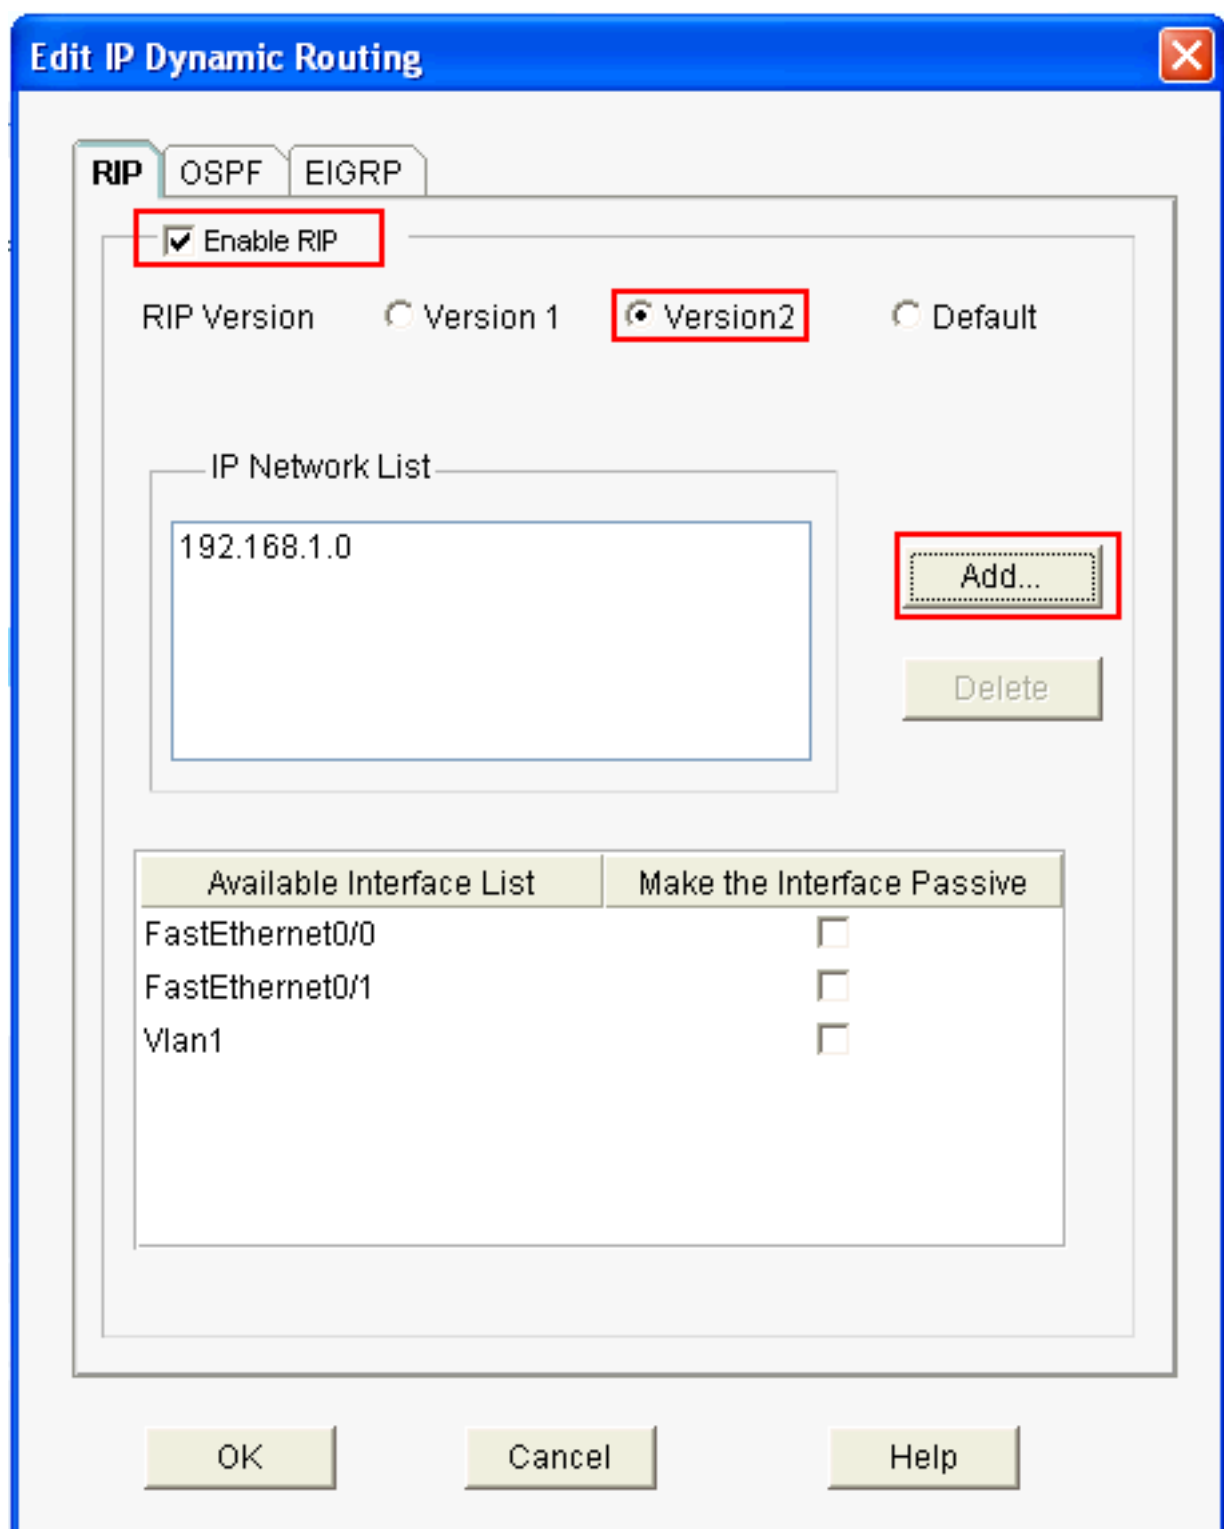 Edit IP Dynamic Routing
RIP OSPF EIGRP
Enable RIP
RIP Version Version 1 Version2 Default
IP Network List
192.168.1.0
Add...
Delete
Available Interface List Make the Interface Passive
FastEthernet0/0
FastEthernet0/1
Vlan1
OK Cancel Help